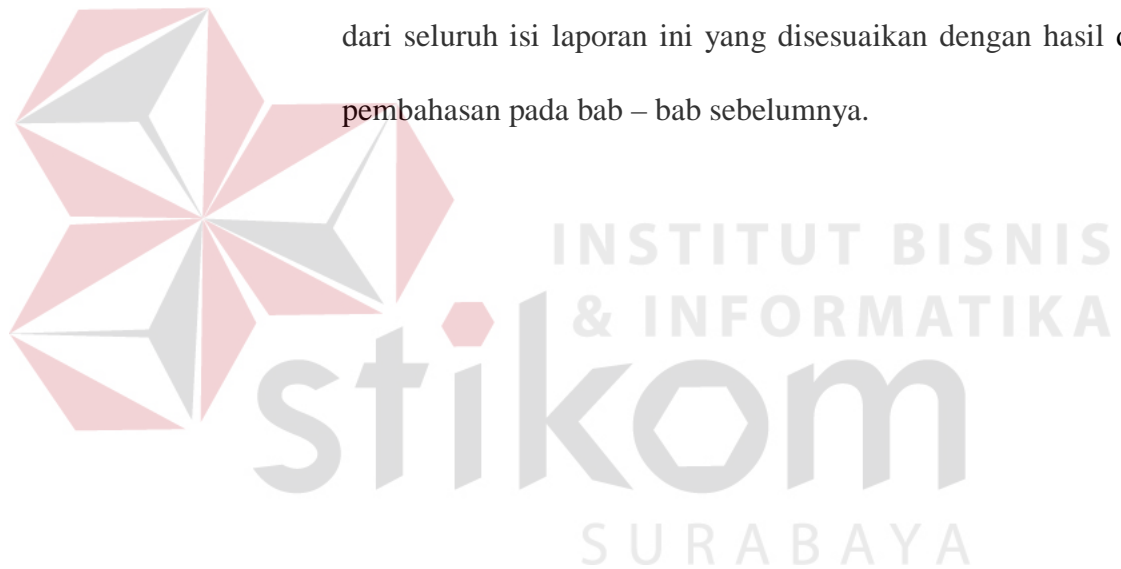 dari seluruh isi laporan ini yang disesuaikan dengan hasil
pembahasan pada bab – bab sebelumnya.
INSTITUT BISNIS
& INFORMATIKA
stikom
SURABAYA